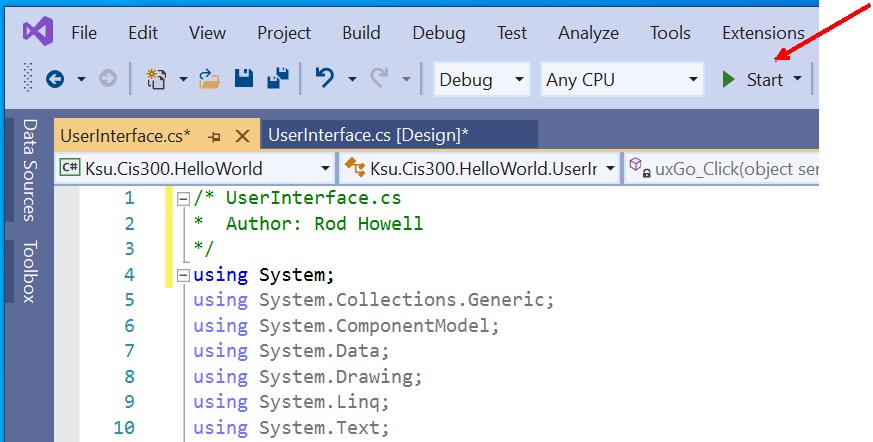 File Edit View Project Build Debug Test Analyze Tools Extensions
Debug Any CPU Start
Data Sources
Toolbox
UserInterface.cs* UserInterface.cs [Design]*
C# Ksu.Cis300.HelloWorld Ksu.Cis300.HelloWorld.UserIr uxGo_Click(object ser
1 /* UserInterface.cs
2 * Author: Rod Howell
3 */
4 using System;
5 using System.Collections.Generic;
6 using System.ComponentModel;
7 using System.Data;
8 using System.Drawing;
9 using System.Linq;
10 using System.Text;